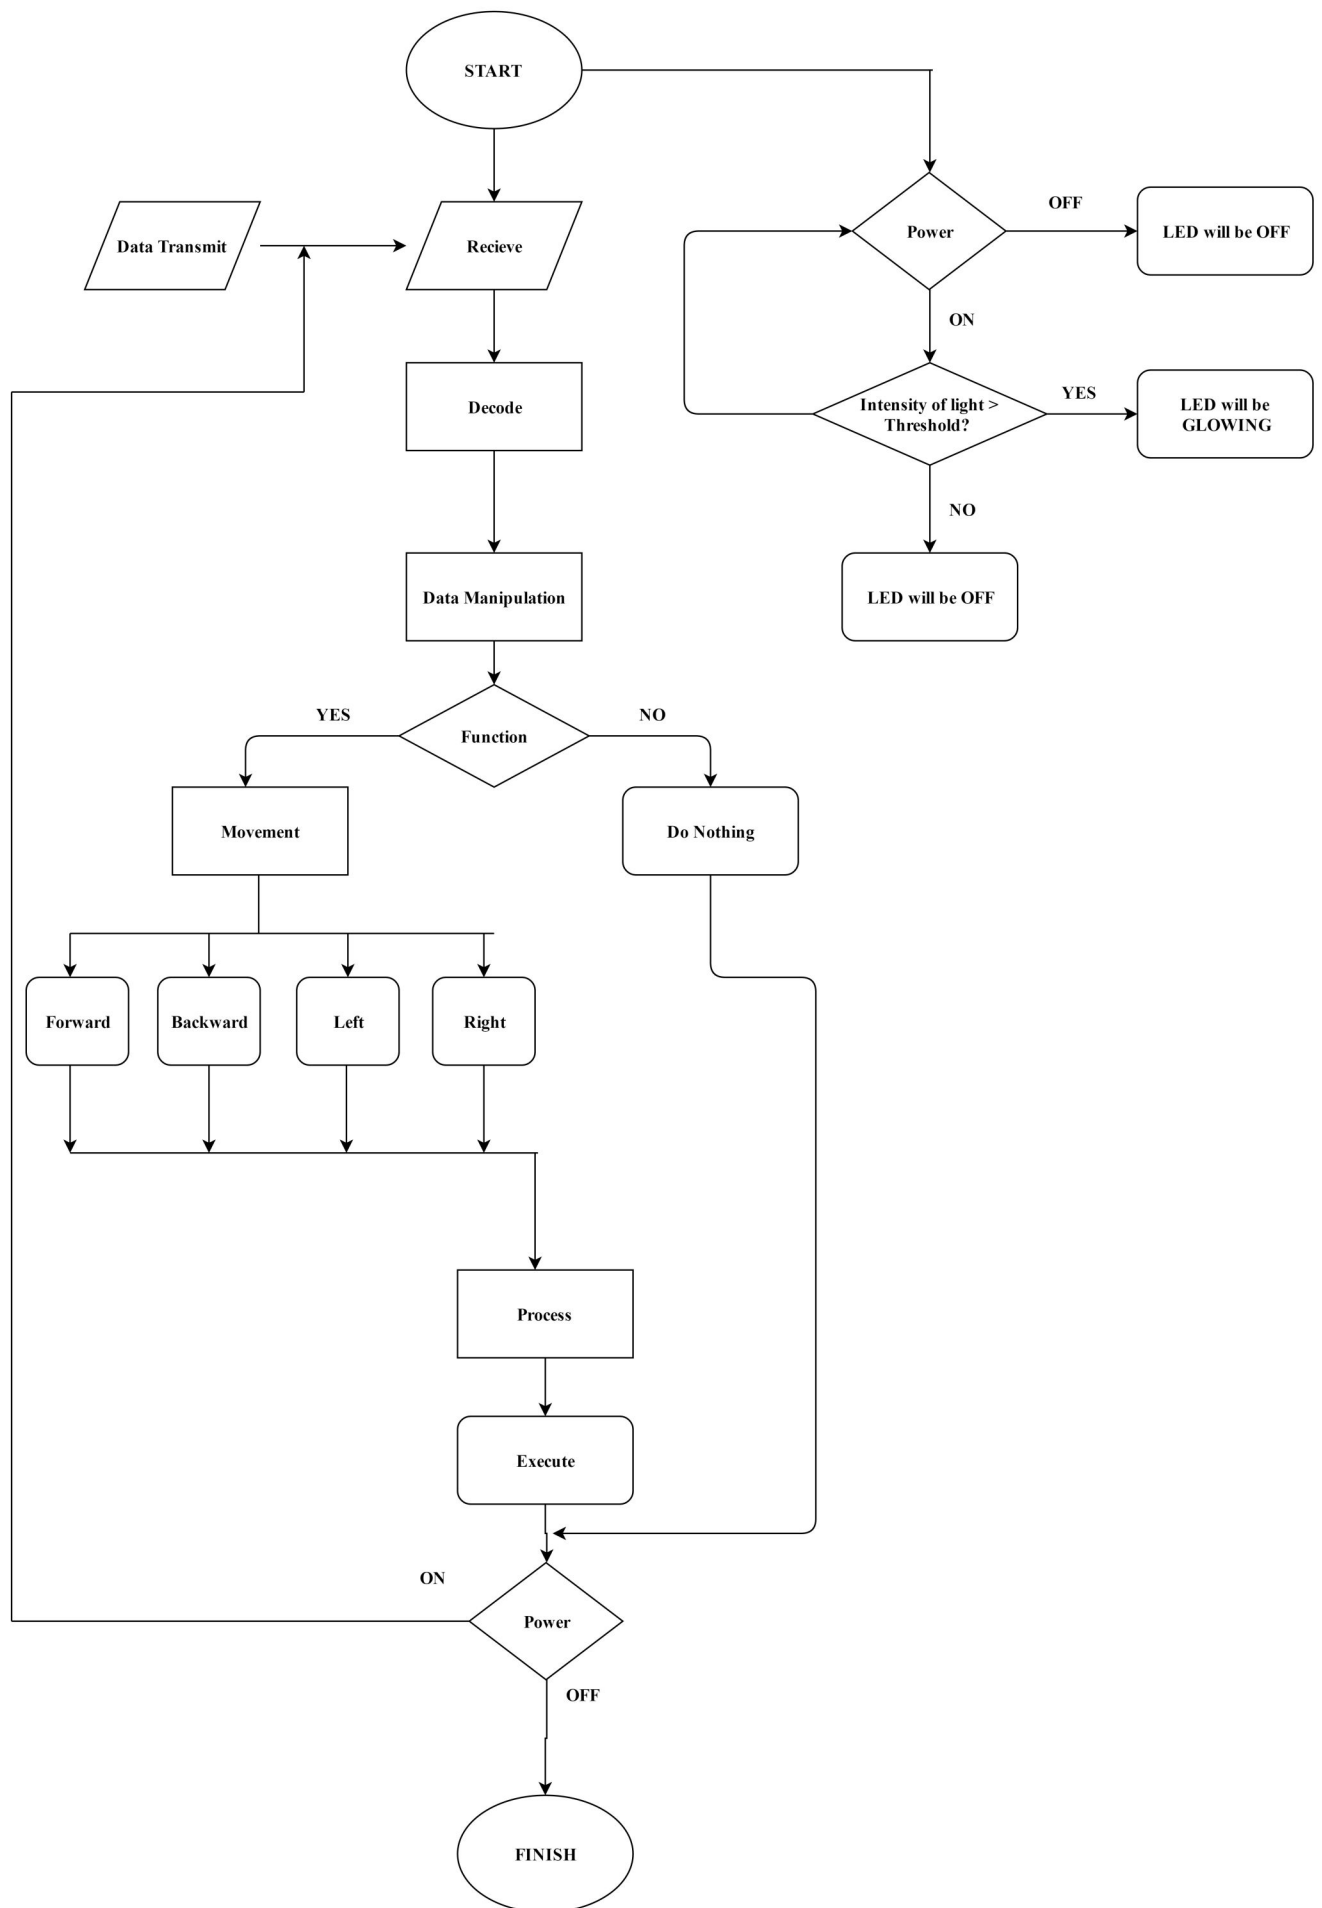 START
Data Transmit
Recieve
Power
OFF
LED will be OFF
ON
Decode
Intensity of light >
Threshold?
YES
LED will be
GLOWING
NO
Data Manipulation
LED will be OFF
YES
Function
NO
Movement
Do Nothing
Forward
Backward
Left
Right
Process
Execute
ON
Power
OFF
FINISH